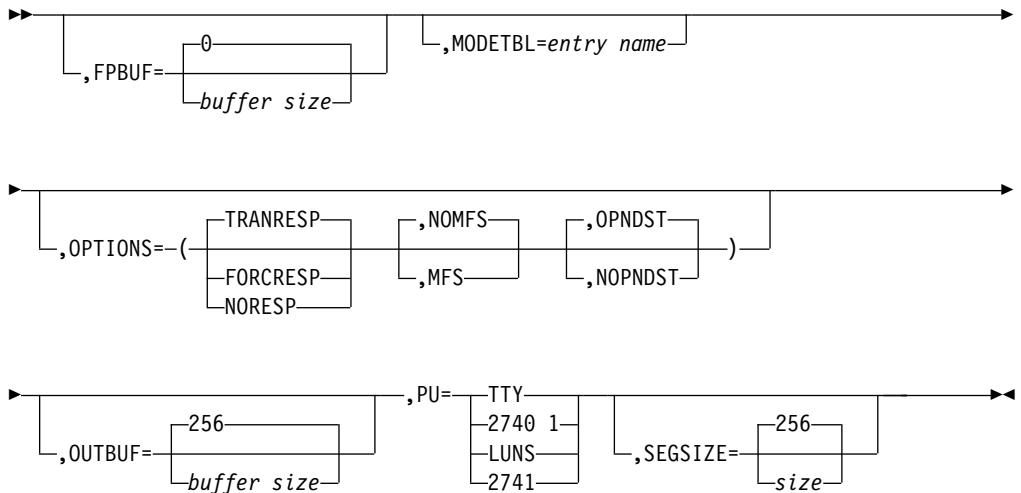 0
,MODETBL=entry name
,FPBUF=
buffer size
TRANRESP ,NOMFS ,OPNDST
,OPTIONS= ( )
FORCRESP ,MFS ,NOPNDST
NORESP
,PU= TTY
256 2740 1 256
,OUTBUF= LUNS ,SEGSIZE=
buffer size 2741 size